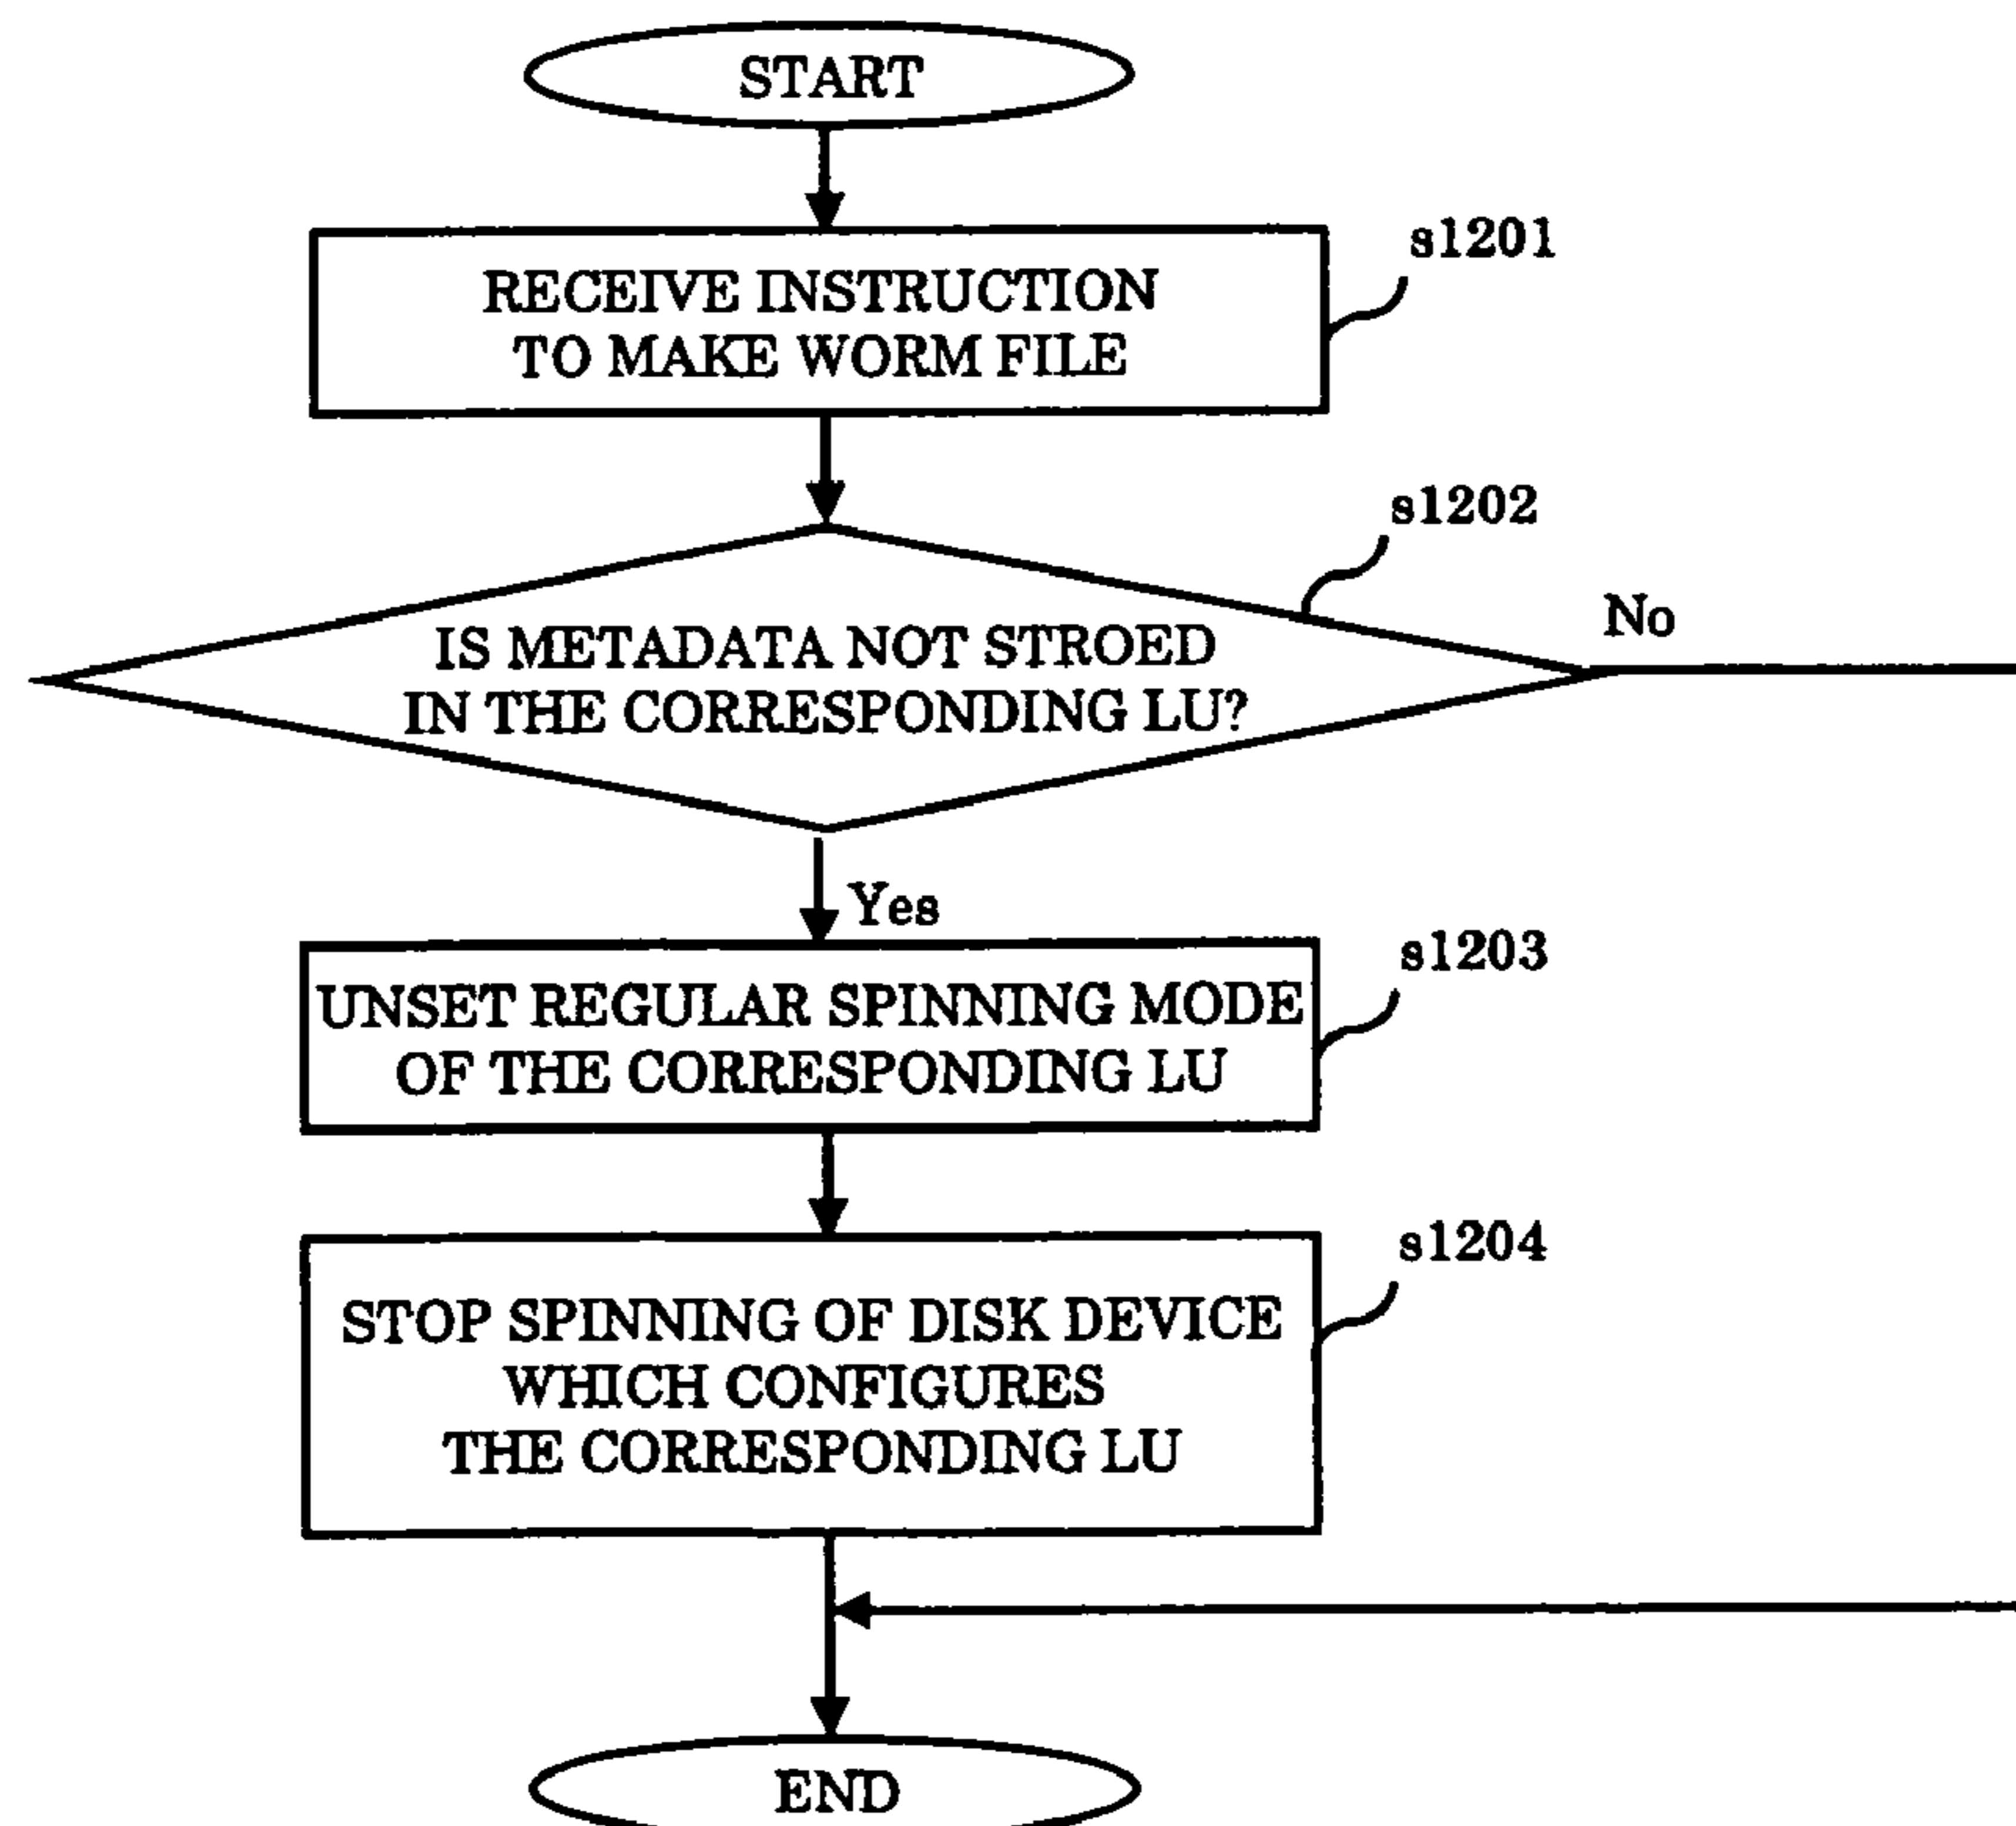 START
s1201
RECEIVE INSTRUCTION
TO MAKE WORM FILE
s1202
No
IS METADATA NOT STROED
IN THE CORRESPONDING LU?
Yes
s1203
UNSET REGULAR SPINNING MODE
OF THE CORRESPONDING LU
s1204
STOP SPINNING OF DISK DEVICE
WHICH CONFIGURES
THE CORRESPONDING LU
END